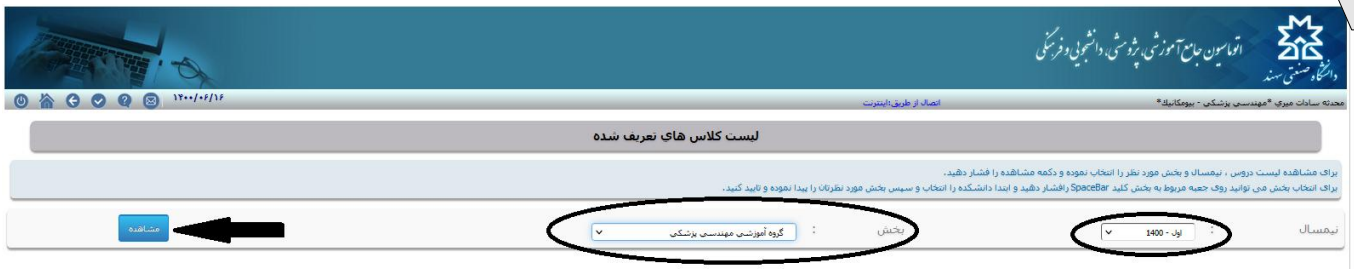 اتوماسیون جامع آموزشی، پژوهشی، دانشجویی و فرهنگی
دانشگاه صنعتی سهند
محدثه سادات میری *مهندسی پزشکی - بیومکانیك*
اتصال از طریق:اینترنت
۱۴۰۰/۰۶/۱۶
لیست کلاس های تعریف شده
برای مشاهده لیست دروس ، نیمسال و بخش مورد نظر را انتخاب نموده و دکمه مشاهده را فشار دهید.
برای انتخاب بخش می توانید روی جعبه مربوط به بخش کلید SpaceBar رافشار دهید و ابتدا دانشکده را انتخاب و سپس بخش مورد نظرتان را پیدا نموده و تایید کنید.
نیمسال : اول - 1400 بخش : گروه آموزشی مهندسی پزشکی مشاهده